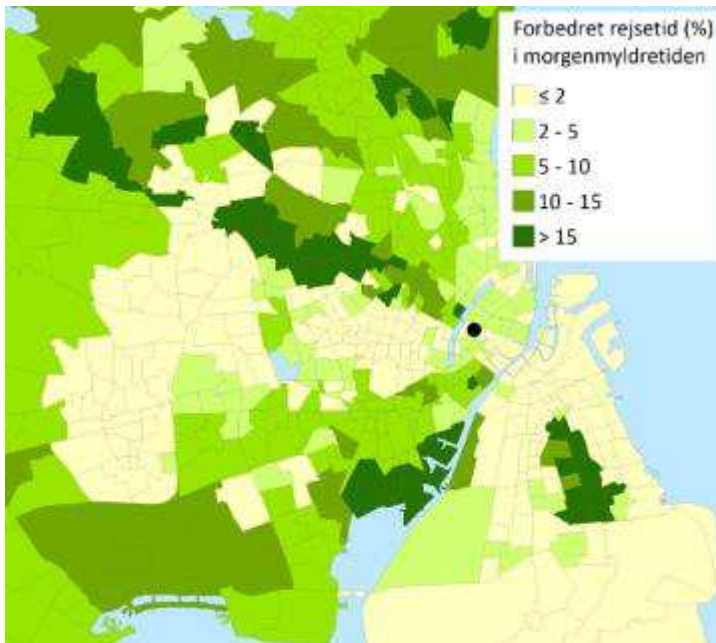 Forbedret rejsetid (%)
i morgenmyldretiden
≤ 2
2 - 5
5 - 10
10 - 15
> 15